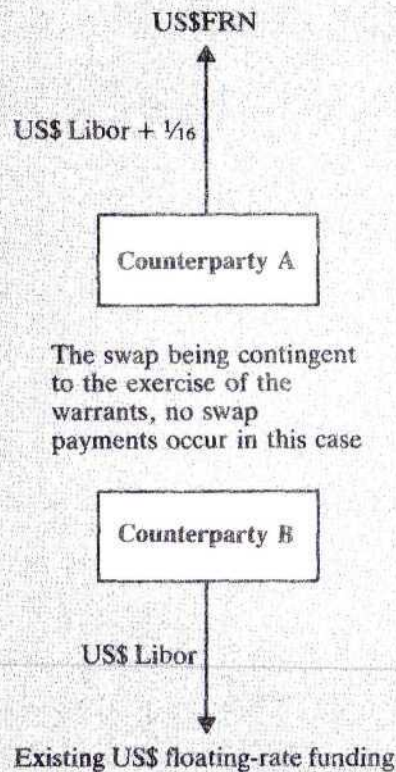 US$FRN
US$ Libor + 1/16
Counterparty A
The swap being contingent
to the exercise of the
warrants, no swap
payments occur in this case
Counterparty B
US$ Libor
Existing US$ floating-rate funding